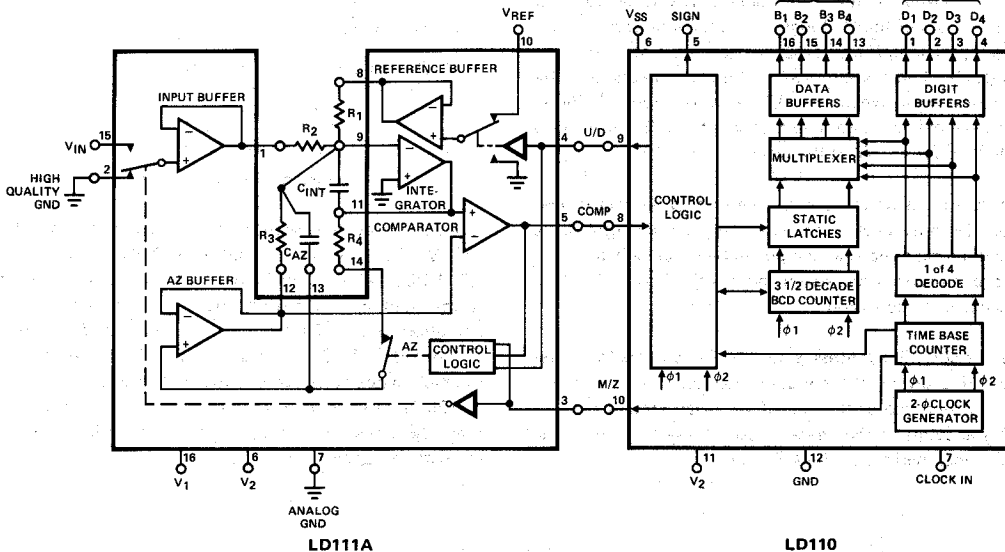 VREF
10
VSS
6
SIGN
5
B1 B2 B3 B4
16 15 14 13
D1 D2 D3 D4
1 2 3 4
8
REFERENCE BUFFER
INPUT BUFFER
R1
DATA
BUFFERS
DIGIT
BUFFERS
15
VIN
R2
1
9
4
U/D
9
2
HIGH
QUALITY
GND
CINT
INTE-
GRATOR
MULTIPLEXER
CONTROL
LOGIC
11
COMPARATOR
5
COMP
8
STATIC
LATCHES
R3
CAZ
R4
14
12
13
AZ BUFFER
1 of 4
DECODE
3 1/2 DECADE
BCD COUNTER
ϕ1
ϕ2
AZ
CONTROL
LOGIC
TIME BASE
COUNTER
ϕ1
ϕ2
ϕ1
ϕ2
3
M/Z
10
2-ϕCLOCK
GENERATOR
16
V1
6
V2
7
ANALOG
GND
11
V2
12
GND
7
CLOCK IN
LD111A
LD110